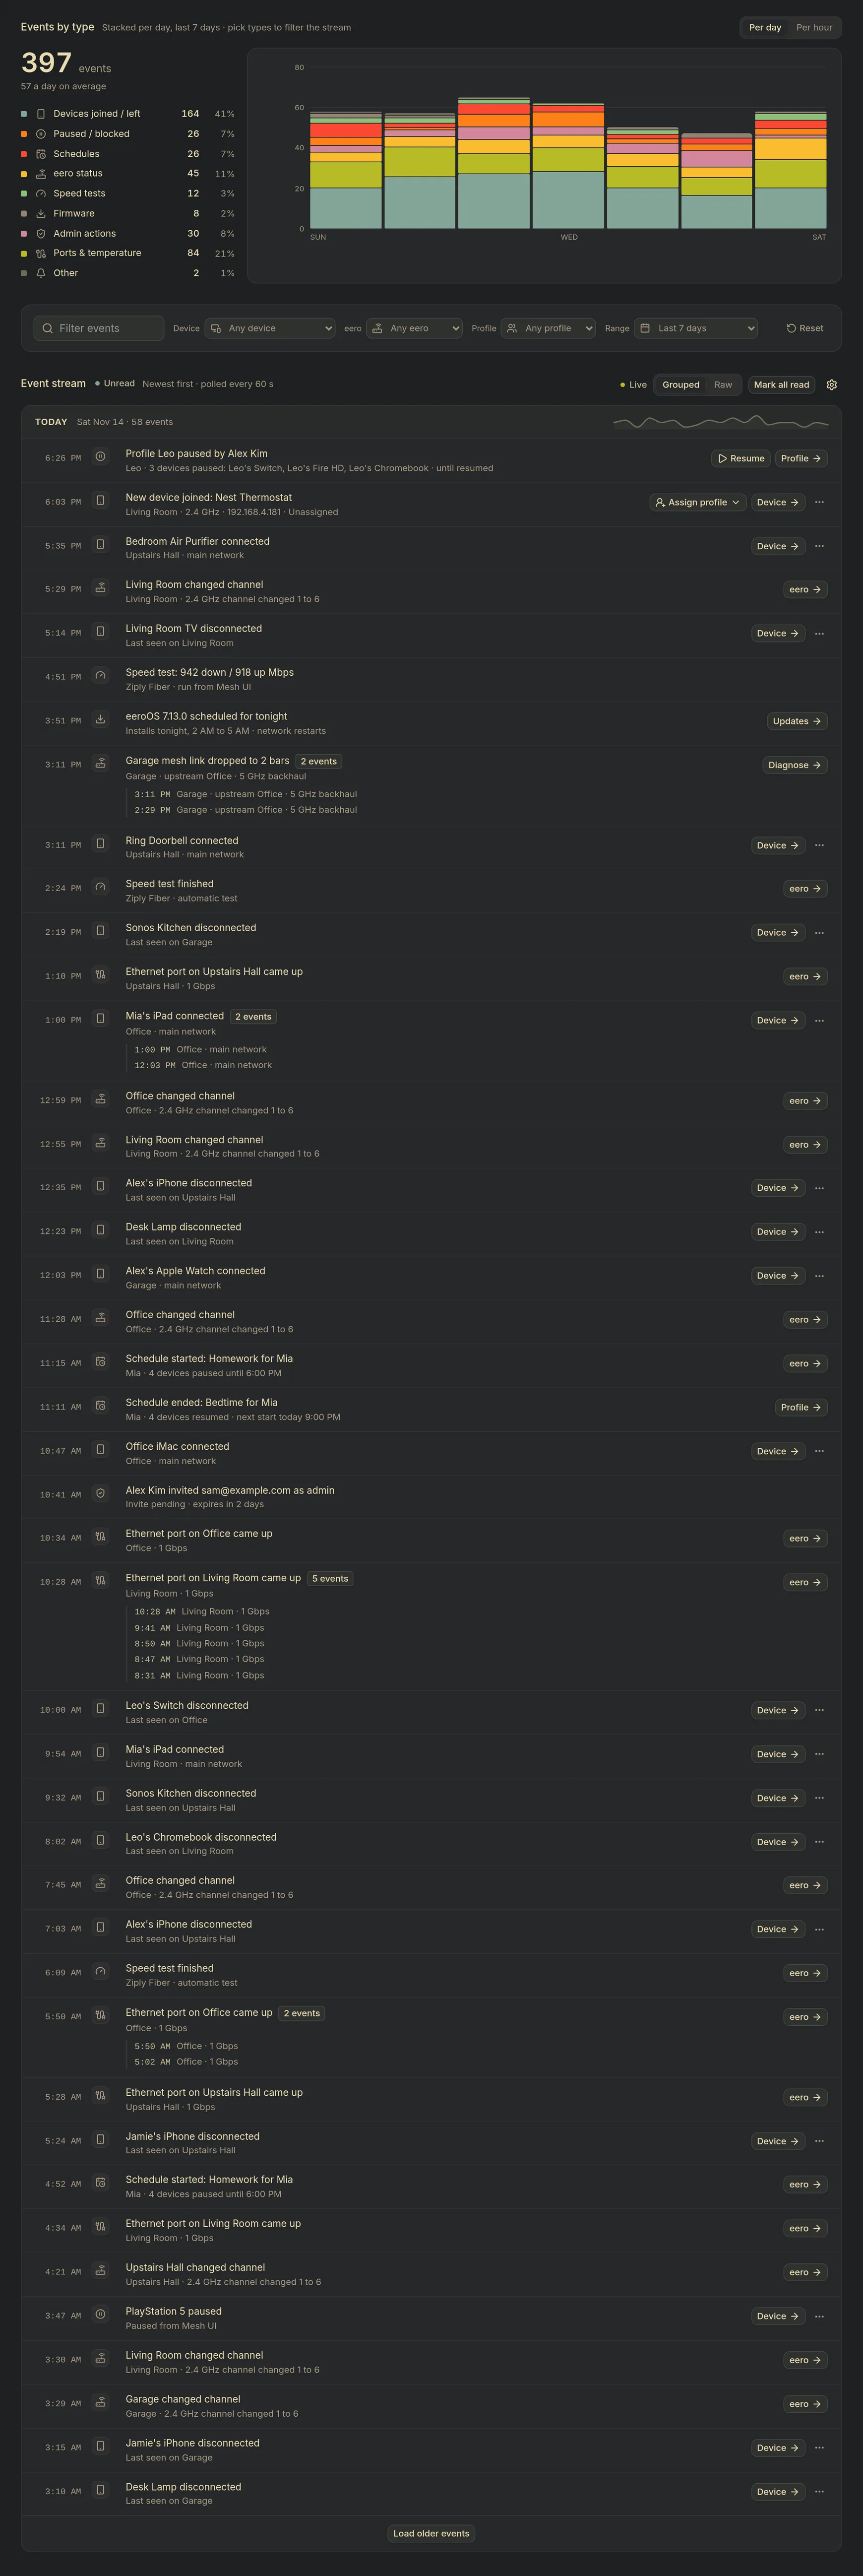 Events by type Stacked per day, last 7 days · pick types to filter the stream Per day Per hour
397 events
57 a day on average
Devices joined / left 164 41%
Paused / blocked 26 7%
Schedules 26 7%
eero status 45 11%
Speed tests 12 3%
Firmware 8 2%
Admin actions 30 8%
Ports & temperature 84 21%
Other 2 1%
80
60
40
20
0
SUN WED SAT
Filter events Device Any device eero Any eero Profile Any profile Range Last 7 days Reset
Event stream Unread Newest first · polled every 60 s Live Grouped Raw Mark all read
TODAY Sat Nov 14 · 58 events
6:26 PM Profile Leo paused by Alex Kim Resume Profile →
Leo · 3 devices paused: Leo's Switch, Leo's Fire HD, Leo's Chromebook · until resumed
6:03 PM New device joined: Nest Thermostat Assign profile Device → ···
Living Room · 2.4 GHz · 192.168.4.181 · Unassigned
5:35 PM Bedroom Air Purifier connected Device → ···
Upstairs Hall · main network
5:29 PM Living Room changed channel eero →
Living Room · 2.4 GHz channel changed 1 to 6
5:14 PM Living Room TV disconnected Device → ···
Last seen on Living Room
4:51 PM Speed test: 942 down / 918 up Mbps
Ziply Fiber · run from Mesh UI
3:51 PM eeroOS 7.13.0 scheduled for tonight Updates →
Installs tonight, 2 AM to 5 AM · network restarts
3:11 PM Garage mesh link dropped to 2 bars 2 events Diagnose →
Garage · upstream Office · 5 GHz backhaul
3:11 PM Garage · upstream Office · 5 GHz backhaul
2:29 PM Garage · upstream Office · 5 GHz backhaul
3:11 PM Ring Doorbell connected Device → ···
Upstairs Hall · main network
2:24 PM Speed test finished eero →
Ziply Fiber · automatic test
2:19 PM Sonos Kitchen disconnected Device → ···
Last seen on Garage
1:10 PM Ethernet port on Upstairs Hall came up eero →
Upstairs Hall · 1 Gbps
1:00 PM Mia's iPad connected 2 events Device → ···
Office · main network
1:00 PM Office · main network
12:03 PM Office · main network
12:59 PM Office changed channel eero →
Office · 2.4 GHz channel changed 1 to 6
12:55 PM Living Room changed channel eero →
Living Room · 2.4 GHz channel changed 1 to 6
12:35 PM Alex's iPhone disconnected Device → ···
Last seen on Upstairs Hall
12:23 PM Desk Lamp disconnected Device → ···
Last seen on Living Room
12:03 PM Alex's Apple Watch connected Device → ···
Garage · main network
11:28 AM Office changed channel eero →
Office · 2.4 GHz channel changed 1 to 6
11:15 AM Schedule started: Homework for Mia eero →
Mia · 4 devices paused until 6:00 PM
11:11 AM Schedule ended: Bedtime for Mia Profile →
Mia · 4 devices resumed · next start today 9:00 PM
10:47 AM Office iMac connected Device → ···
Office · main network
10:41 AM Alex Kim invited sam@example.com as admin
Invite pending · expires in 2 days
10:34 AM Ethernet port on Office came up eero →
Office · 1 Gbps
10:28 AM Ethernet port on Living Room came up 5 events eero →
Living Room · 1 Gbps
10:28 AM Living Room · 1 Gbps
9:41 AM Living Room · 1 Gbps
8:50 AM Living Room · 1 Gbps
8:47 AM Living Room · 1 Gbps
8:31 AM Living Room · 1 Gbps
10:00 AM Leo's Switch disconnected Device → ···
Last seen on Office
9:54 AM Mia's iPad connected Device → ···
Living Room · main network
9:32 AM Sonos Kitchen disconnected Device → ···
Last seen on Upstairs Hall
8:02 AM Leo's Chromebook disconnected Device → ···
Last seen on Living Room
7:45 AM Office changed channel eero →
Office · 2.4 GHz channel changed 1 to 6
7:03 AM Alex's iPhone disconnected Device → ···
Last seen on Upstairs Hall
6:09 AM Speed test finished eero →
Ziply Fiber · automatic test
5:50 AM Ethernet port on Office came up 2 events eero →
Office · 1 Gbps
5:50 AM Office · 1 Gbps
5:02 AM Office · 1 Gbps
5:28 AM Ethernet port on Upstairs Hall came up eero →
Upstairs Hall · 1 Gbps
5:24 AM Jamie's iPhone disconnected Device → ···
Last seen on Upstairs Hall
4:52 AM Schedule started: Homework for Mia eero →
Mia · 4 devices paused until 6:00 PM
4:34 AM Ethernet port on Living Room came up eero →
Living Room · 1 Gbps
4:21 AM Upstairs Hall changed channel eero →
Upstairs Hall · 2.4 GHz channel changed 1 to 6
3:47 AM PlayStation 5 paused Device → ···
Paused from Mesh UI
3:30 AM Living Room changed channel eero →
Living Room · 2.4 GHz channel changed 1 to 6
3:29 AM Garage changed channel eero →
Garage · 2.4 GHz channel changed 1 to 6
3:15 AM Jamie's iPhone disconnected Device → ···
Last seen on Garage
3:10 AM Desk Lamp disconnected Device → ···
Last seen on Garage
Load older events